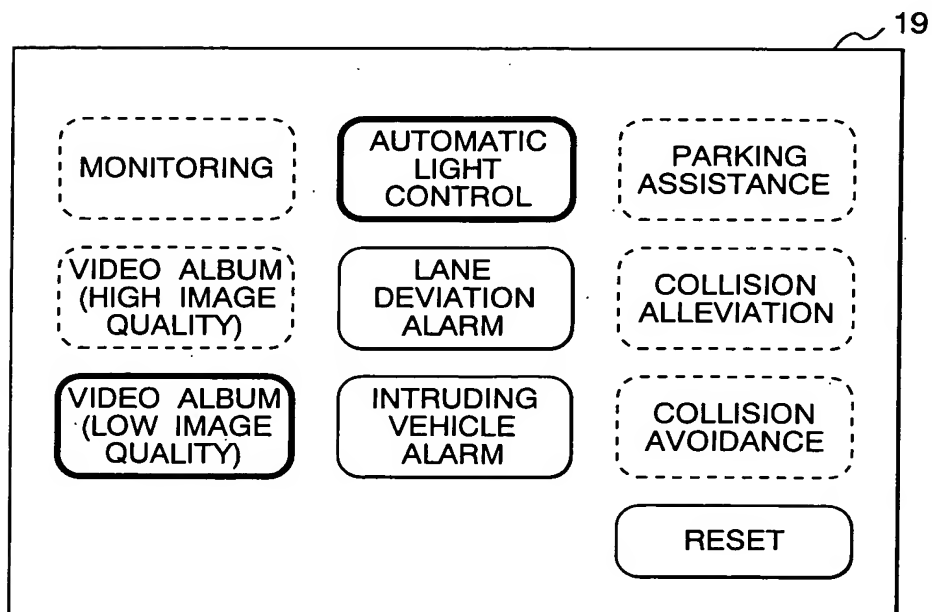 19
MONITORING
AUTOMATIC
LIGHT
CONTROL
PARKING
ASSISTANCE
VIDEO ALBUM
(HIGH IMAGE
QUALITY)
LANE
DEVIATION
ALARM
COLLISION
ALLEVIATION
VIDEO ALBUM
(LOW IMAGE
QUALITY)
INTRUDING
VEHICLE
ALARM
COLLISION
AVOIDANCE
RESET